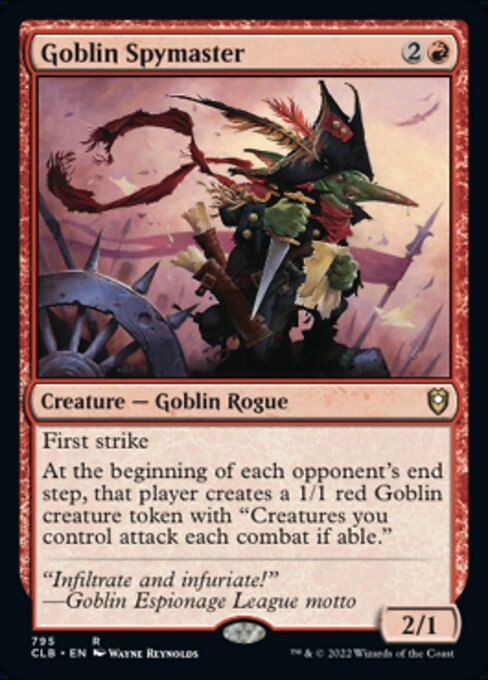 Goblin Spymaster 2
Creature — Goblin Rogue
First strike
At the beginning of each opponent's end
step, that player creates a 1/1 red Goblin
creature token with “Creatures you
control attack each combat if able.”
“Infiltrate and infuriate!”
—Goblin Espionage League motto
2/1
795 R
CLB • EN WAYNE REYNOLDS
™ & © 2022 Wizards of the Coast